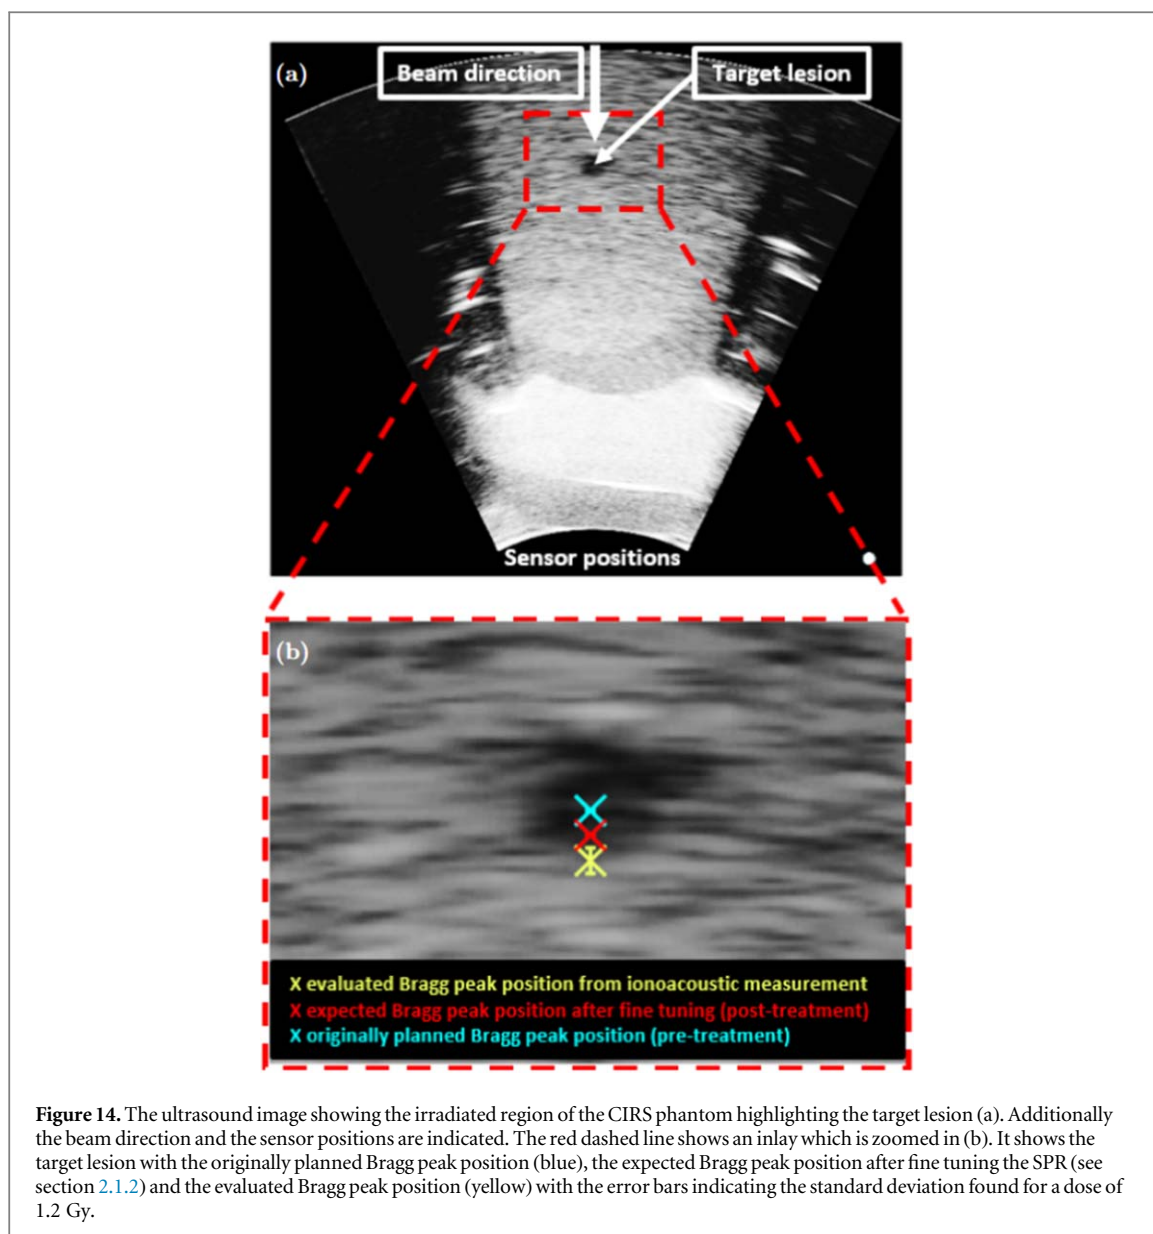 (a)
Beam direction
Target lesion
Sensor positions
(b)
X evaluated Bragg peak position from ionoacoustic measurement
X expected Bragg peak position after fine tuning (post-treatment)
X originally planned Bragg peak position (pre-treatment)
Figure 14. The ultrasound image showing the irradiated region of the CIRS phantom highlighting the target lesion (a). Additionally
the beam direction and the sensor positions are indicated. The red dashed line shows an inlay which is zoomed in (b). It shows the
target lesion with the originally planned Bragg peak position (blue), the expected Bragg peak position after fine tuning the SPR (see
section 2.1.2) and the evaluated Bragg peak position (yellow) with the error bars indicating the standard deviation found for a dose of
1.2 Gy.